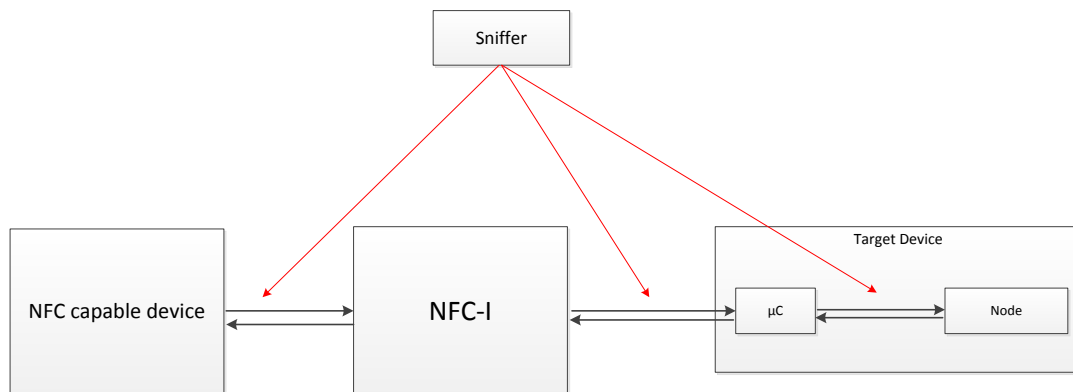 Sniffer
Target Device
NFC capable device
NFC-I
μC
Node